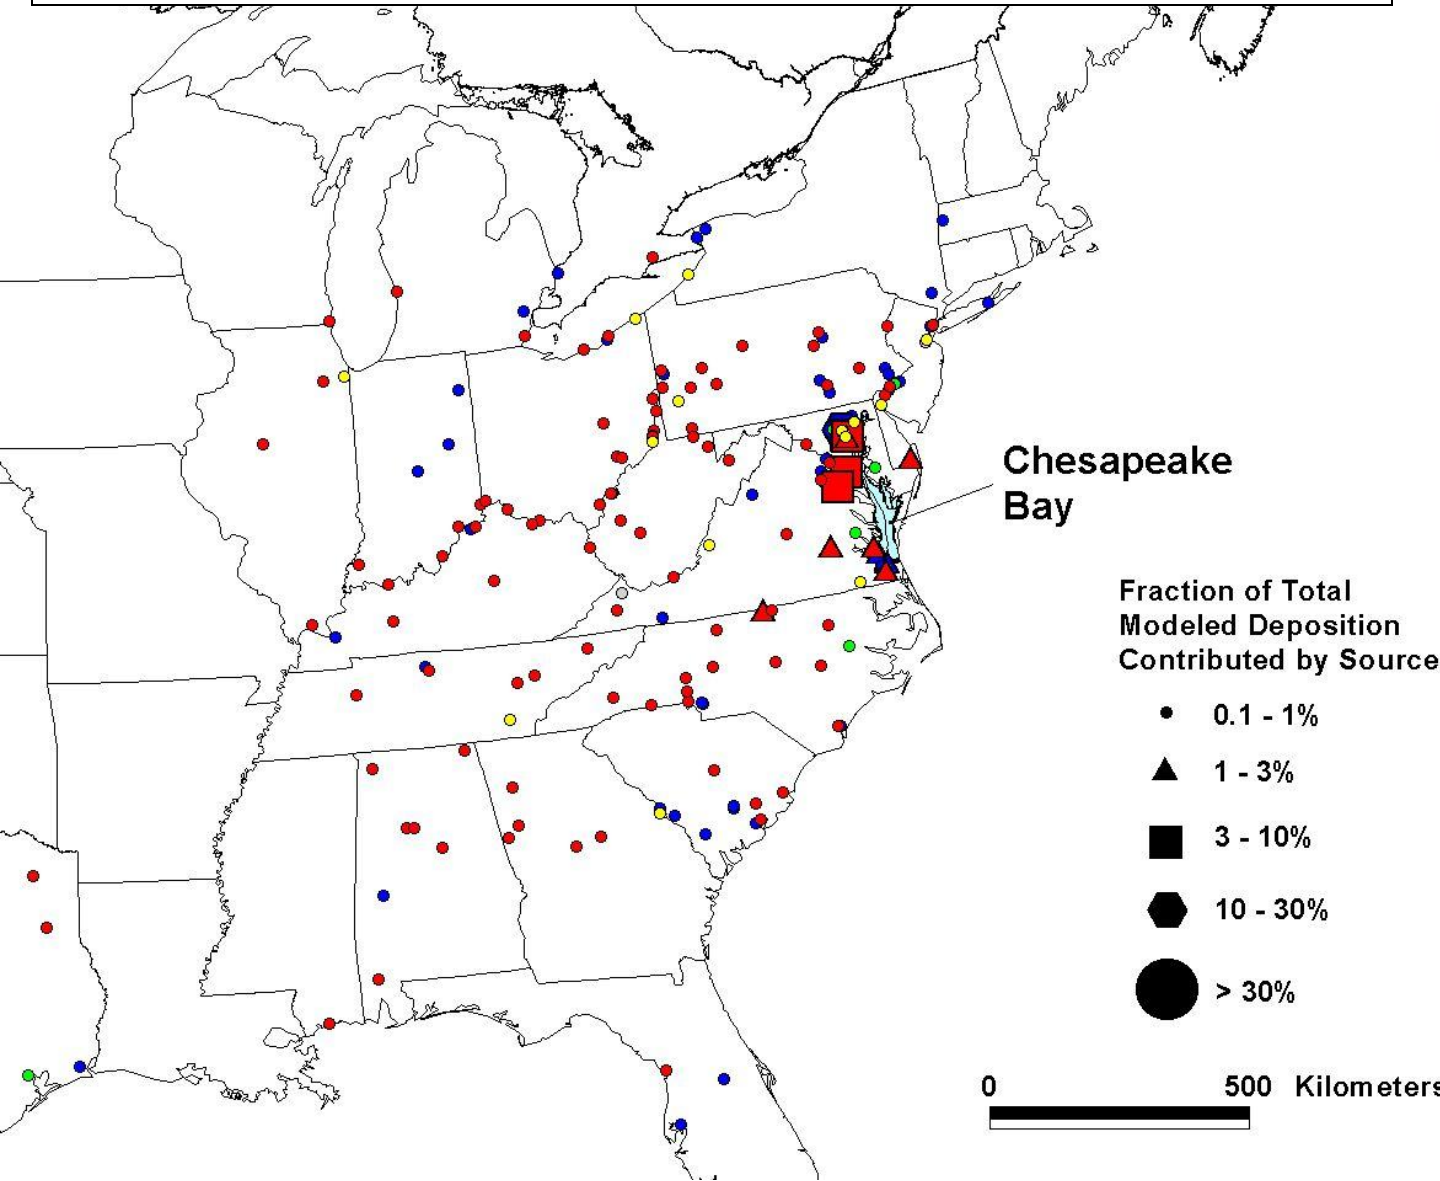 Chesapeake
Bay
Fraction of Total
Modeled Deposition
Contributed by Source
0.1 - 1%
1 - 3%
3 - 10%
10 - 30%
> 30%
0 500 Kilometers